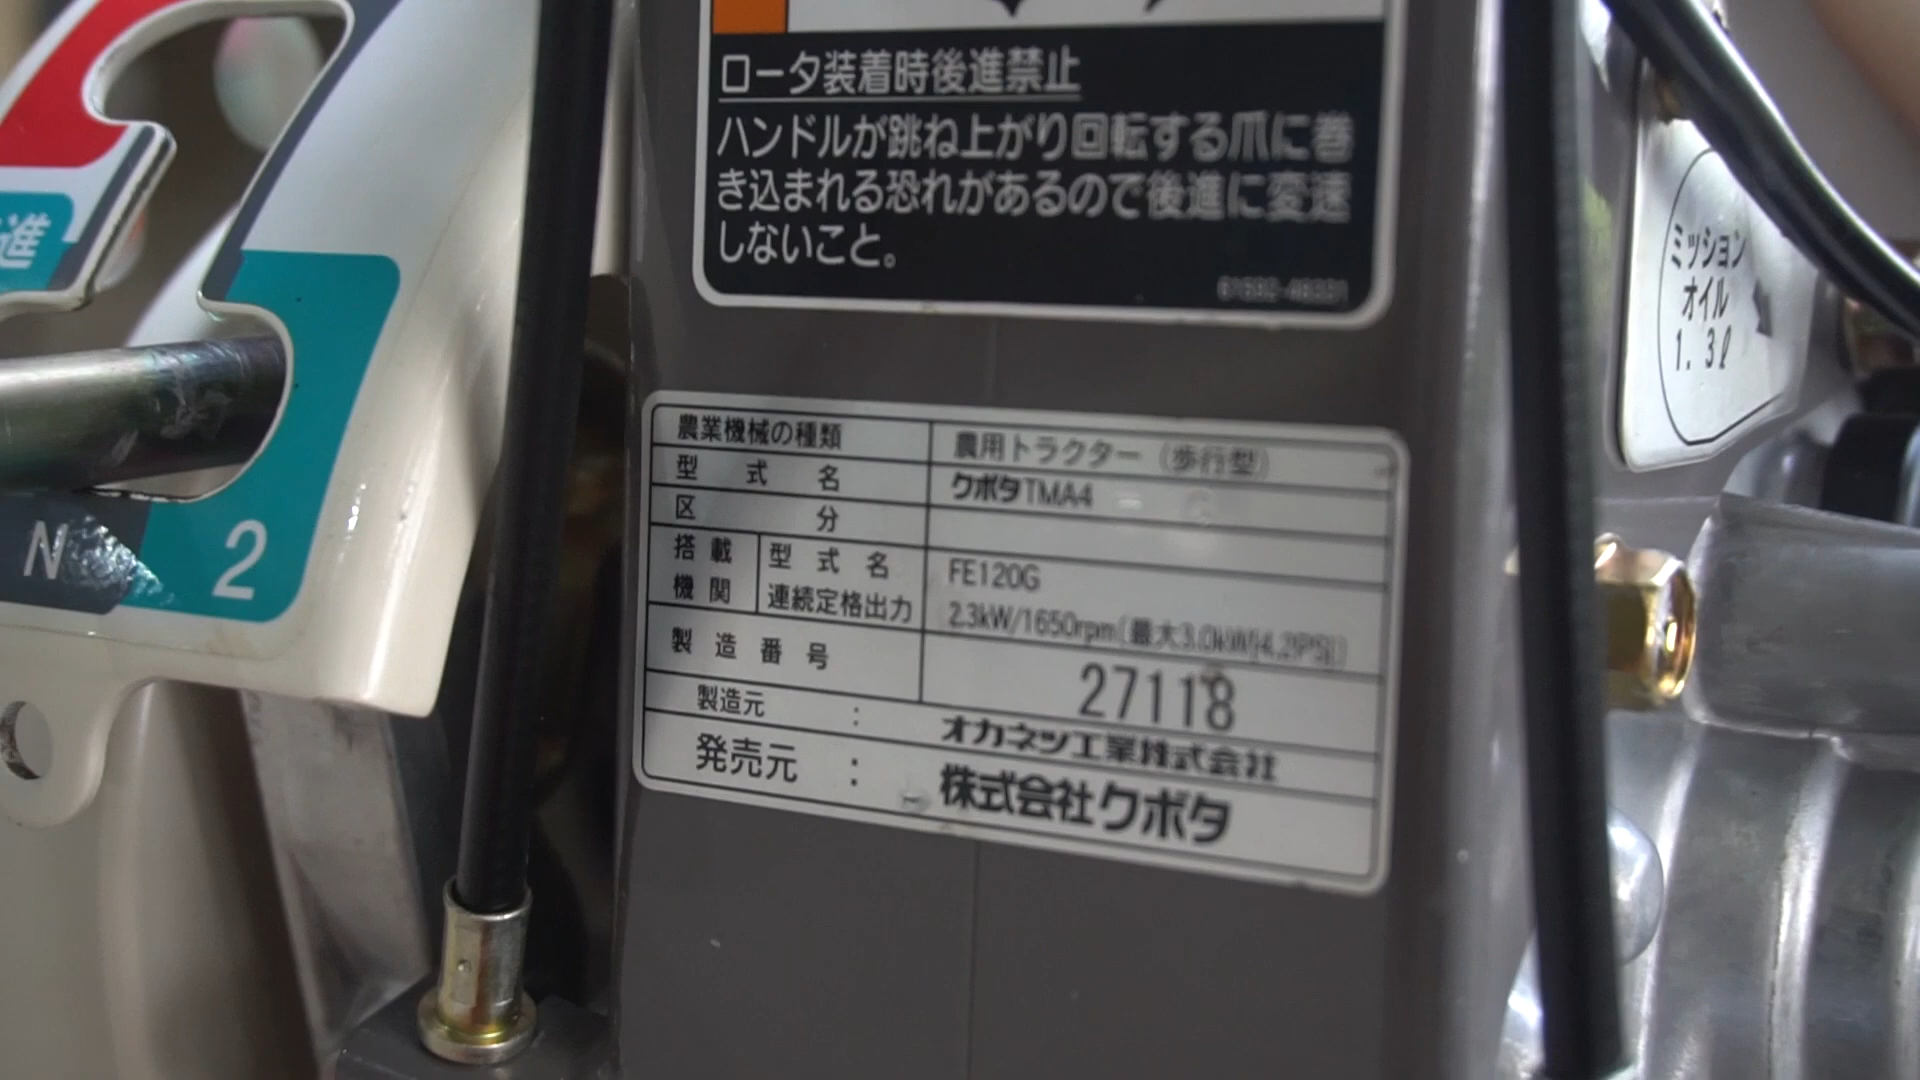 ロータ装着時後進禁止
ハンドルが跳ね上がり回転する爪に巻
き込まれる恐れがあるので後進に変速
しないこと。
進
N
2
ミッション
オイル
1.3ℓ
農業機械の種類 農用トラクター(歩行型)
型式名 クボタTMA4
区分
搭載機関 型式名 FE120G
連続定格出力 2.3kW/1650rpm[最大3.0kW[4.2PS]]
製造番号 27118
製造元 : オカネツ工業株式会社
発売元 : 株式会社クボタ